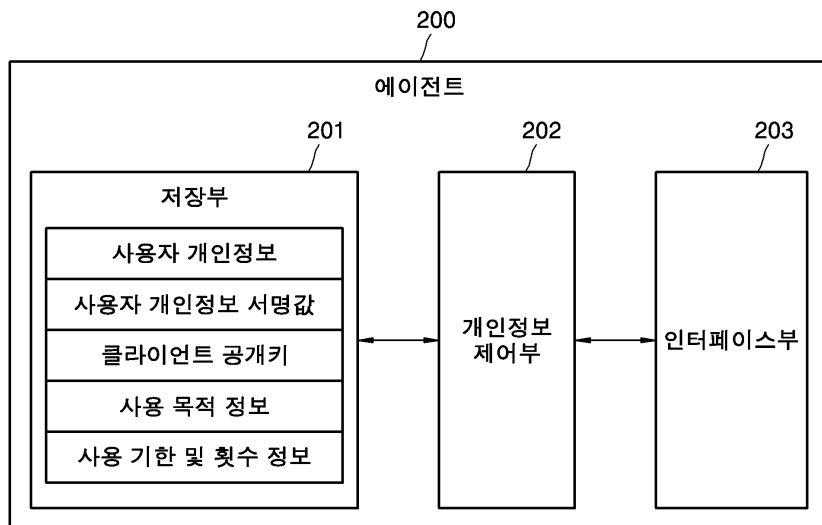 200
에이전트
201
202
203
저장부
사용자 개인정보
사용자 개인정보 서명값
클라이언트 공개키
사용 목적 정보
사용 기한 및 횟수 정보
개인정보
제어부
인터페이스부